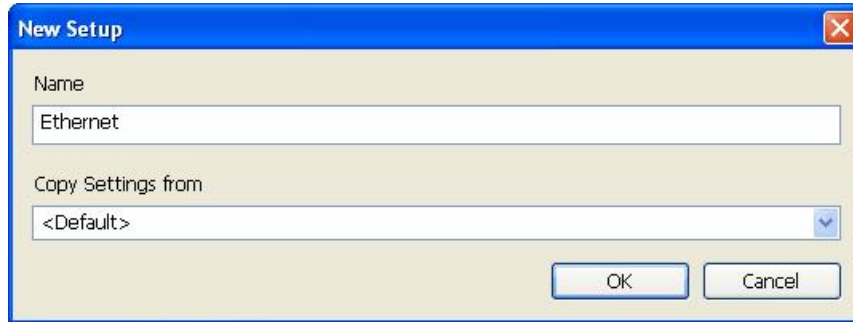 New Setup
Name
Ethernet
Copy Settings from
<Default>
OK Cancel